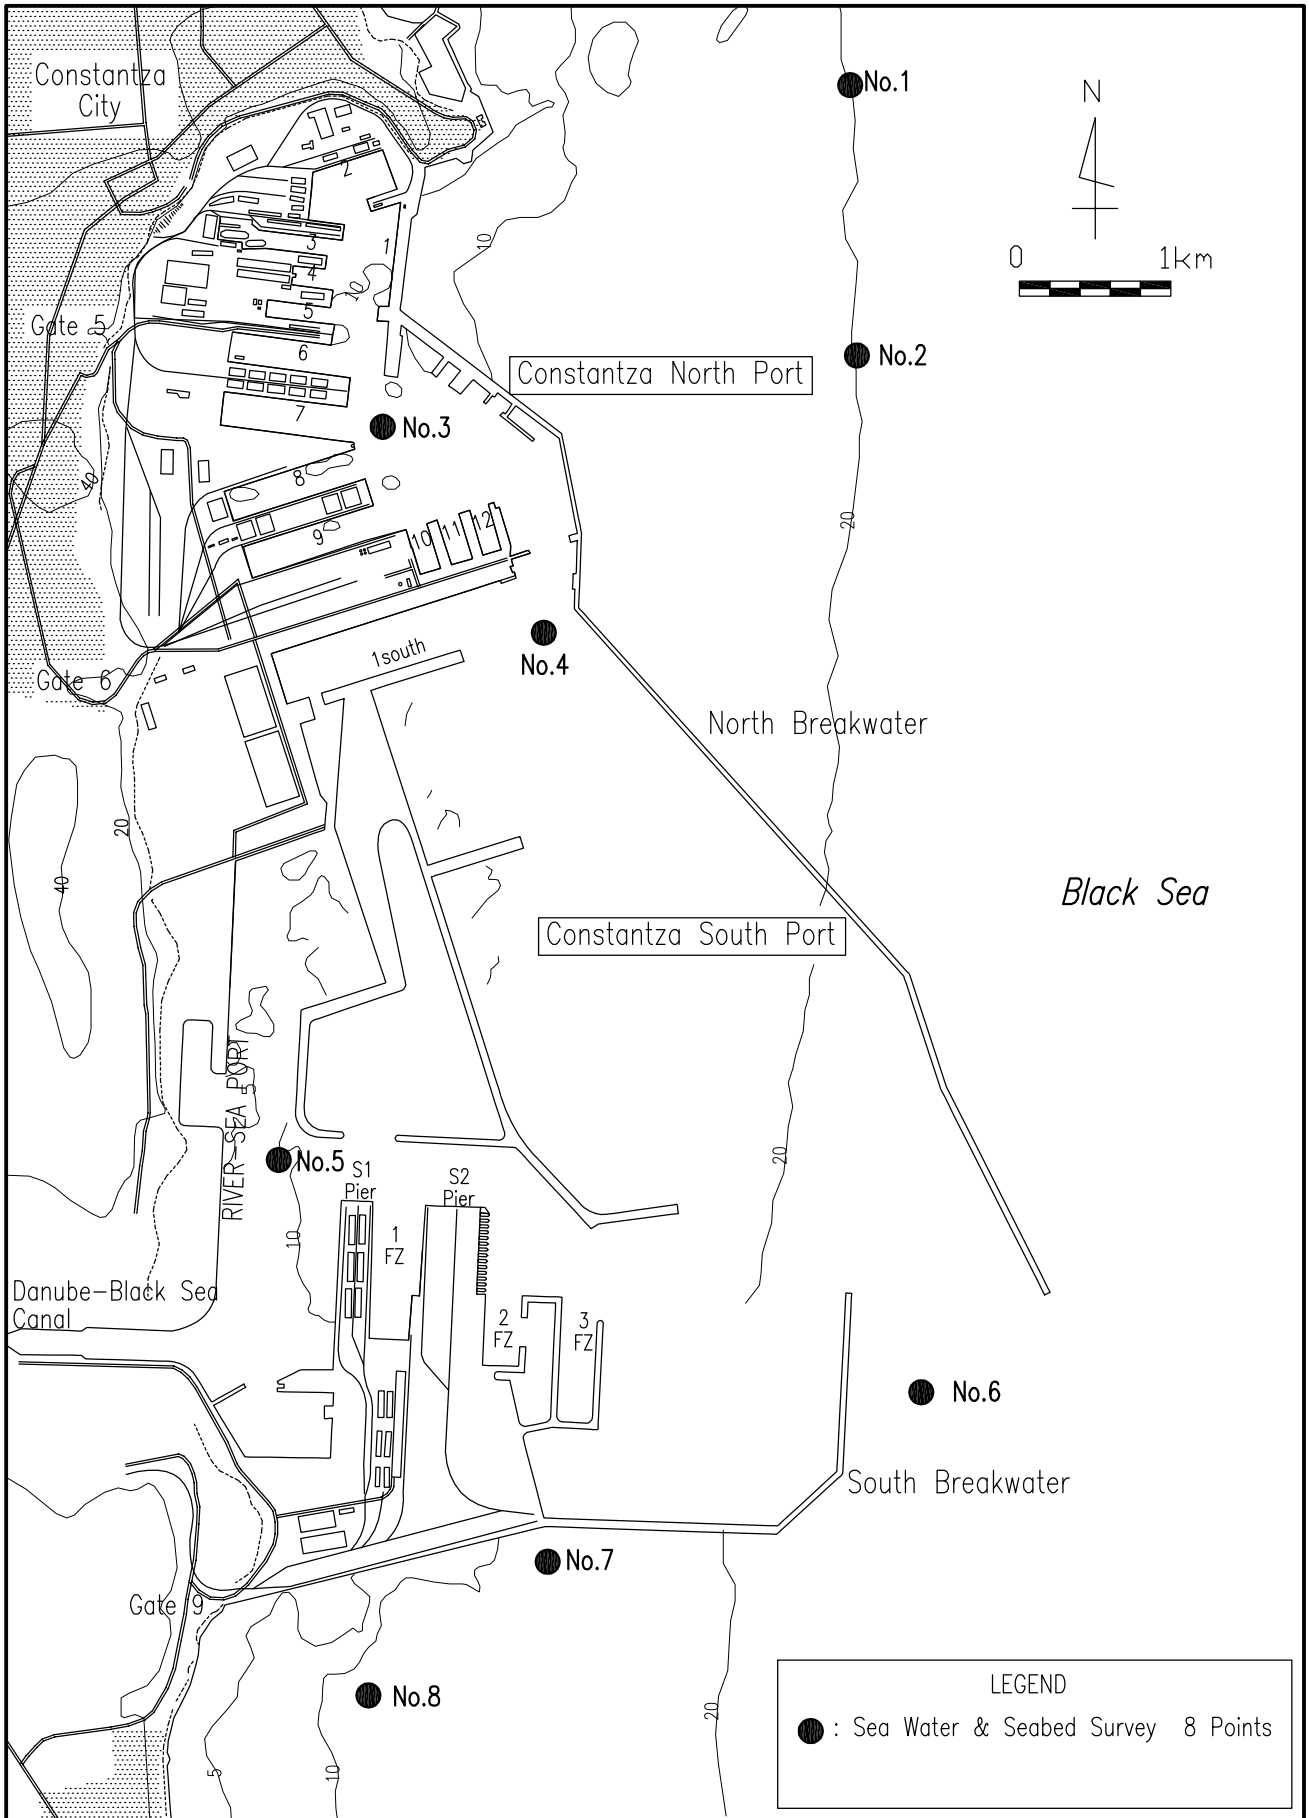 Constantza
City
No.1
N
2
1
3
10
0 1km
4
10
5
Gate 5
6
No.2
Constantza North Port
7
No.3
40
8
20
9
10
11
12
No.4
1south
Gate 6
North Breakwater
20
40
Black Sea
Constantza South Port
RIVER-SEA PORT
5
20
No.5
S1
Pier
S2
Pier
10
1
FZ
Danube-Black Sea
Canal
2
FZ
3
FZ
No.6
South Breakwater
No.7
Gate 9
LEGEND
No.8
20
: Sea Water & Seabed Survey 8 Points
5
10